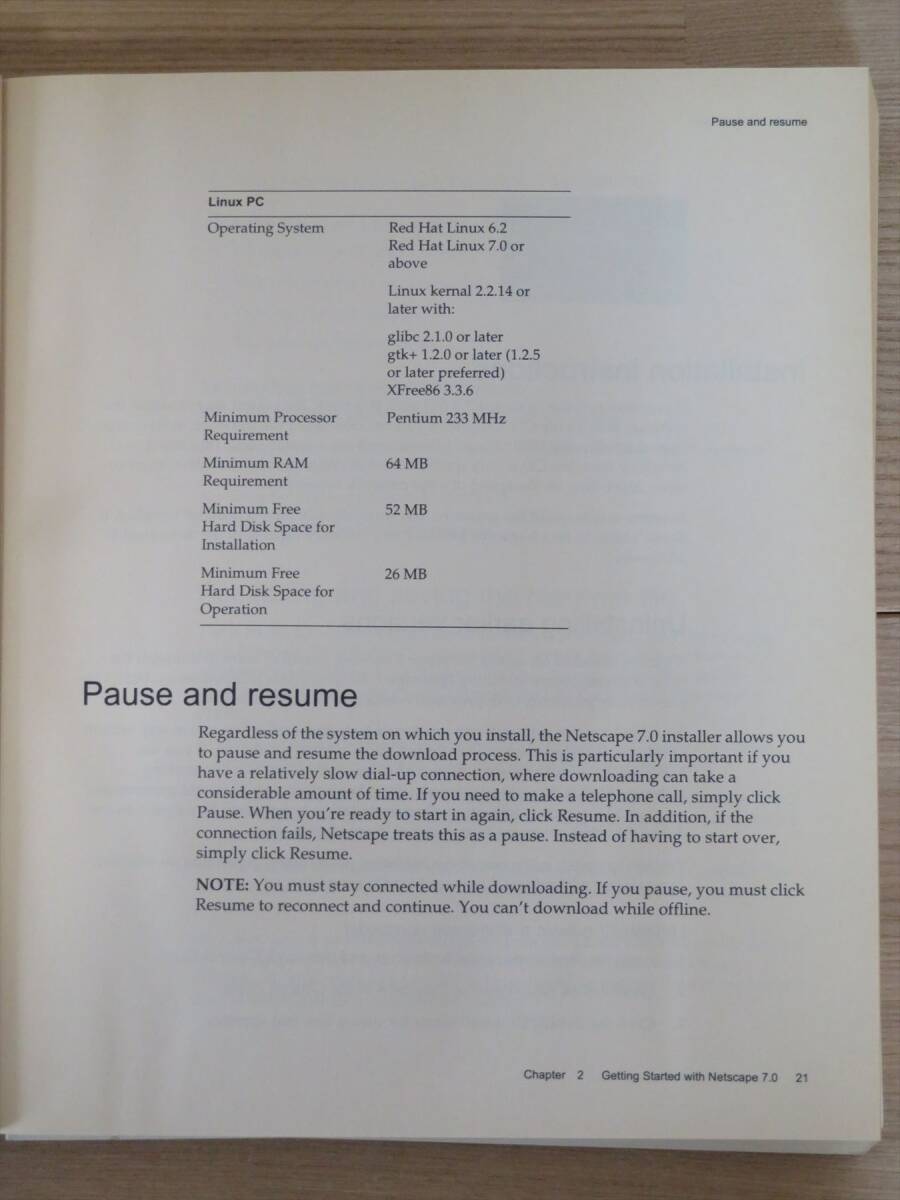 Pause and resume
Linux PC
Operating System
Red Hat Linux 6.2
Red Hat Linux 7.0 or
above
Linux kernal 2.2.14 or
later with:
glibc 2.1.0 or later
gtk+ 1.2.0 or later (1.2.5
or later preferred)
XFree86 3.3.6
Minimum Processor
Requirement
Pentium 233 MHz
Minimum RAM
Requirement
64 MB
Minimum Free
Hard Disk Space for
Installation
52 MB
Minimum Free
Hard Disk Space for
Operation
26 MB
Pause and resume
Regardless of the system on which you install, the Netscape 7.0 installer allows you
to pause and resume the download process. This is particularly important if you
have a relatively slow dial-up connection, where downloading can take a
considerable amount of time. If you need to make a telephone call, simply click
Pause. When you're ready to start in again, click Resume. In addition, if the
connection fails, Netscape treats this as a pause. Instead of having to start over,
simply click Resume.
NOTE: You must stay connected while downloading. If you pause, you must click
Resume to reconnect and continue. You can't download while offline.
Chapter 2 Getting Started with Netscape 7.0 21